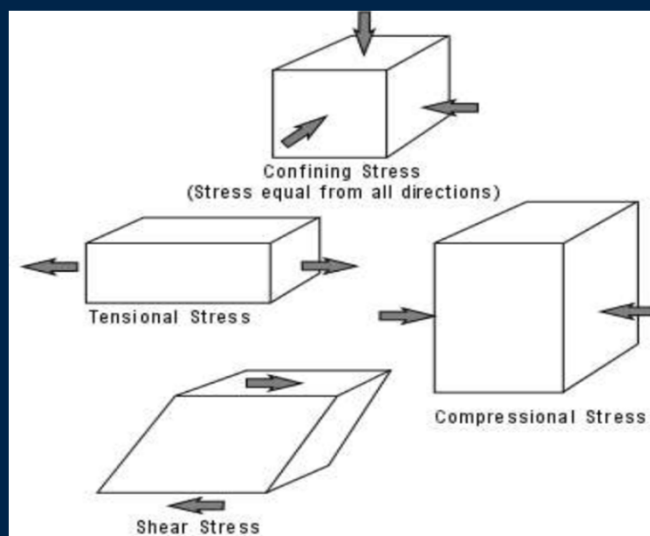 Confining Stress
(Stress equal from all directions)
Tensional Stress
Compressional Stress
Shear Stress